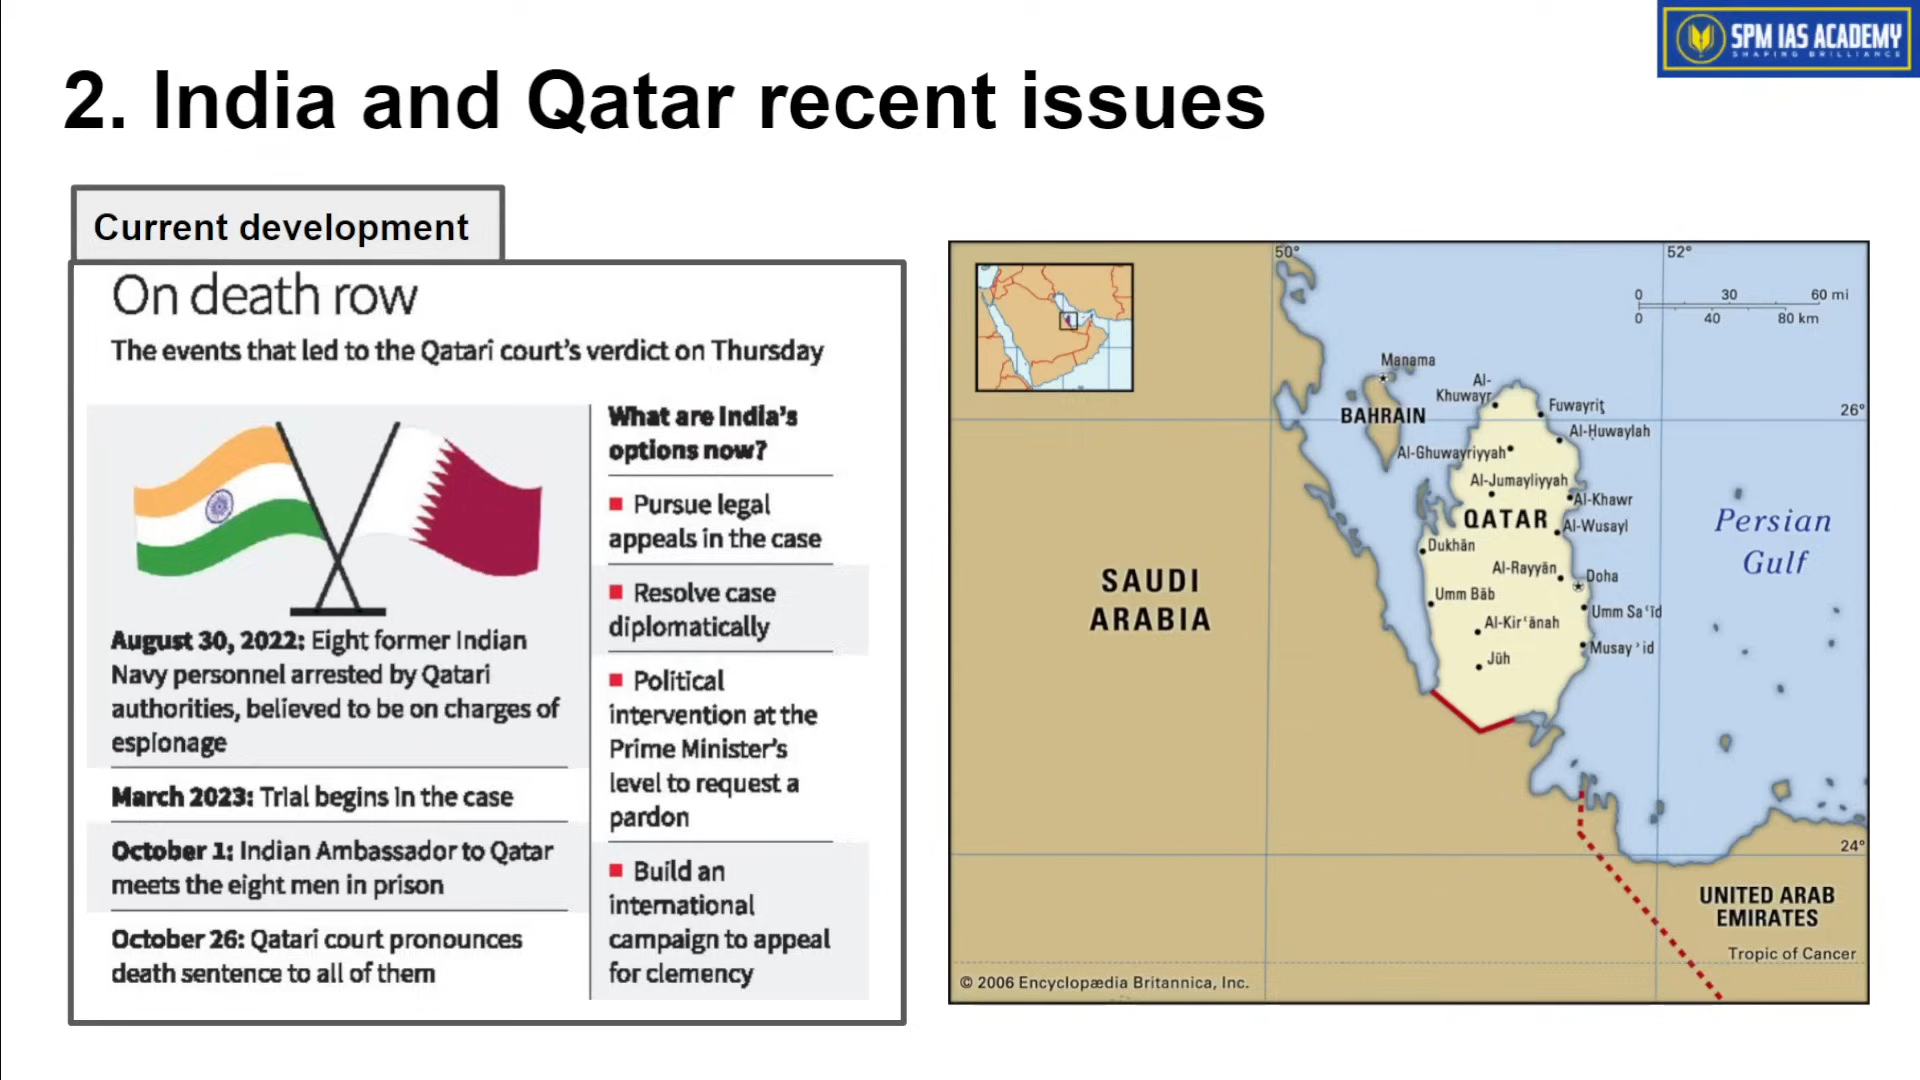 SPM IAS ACADEMY
SHAPING BRILLIANCE
2. India and Qatar recent issues
Current development
On death row
The events that led to the Qatari court's verdict on Thursday
August 30, 2022: Eight former Indian
Navy personnel arrested by Qatari
authorities, believed to be on charges of
espionage
March 2023: Trial begins in the case
October 1: Indian Ambassador to Qatar
meets the eight men in prison
October 26: Qatari court pronounces
death sentence to all of them
What are India's
options now?
Pursue legal
appeals in the case
Resolve case
diplomatically
Political
intervention at the
Prime Minister's
level to request a
pardon
Build an
international
campaign to appeal
for clemency
50°
52°
0 30 60 mi
0 40 80 km
Manama
Al-
Khuwayr
Fuwayriţ
26°
BAHRAIN
Al-Ḥuwaylah
Al-Ghuwayriyyah
Al-Jumayliyyah
Al-Khawr
QATAR
Al-Wusayl
Persian
Gulf
Dukhān
Al-Rayyān
Doha
SAUDI
ARABIA
Umm Bāb
Umm Saʿīd
Al-Kirʿānah
Musayʾid
Jūh
24°
UNITED ARAB
EMIRATES
Tropic of Cancer
© 2006 Encyclopædia Britannica, Inc.